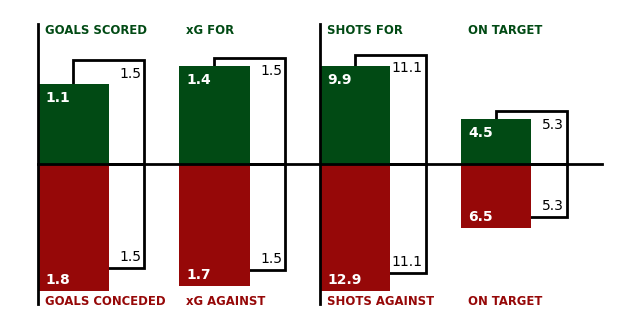 GOALS SCORED xG FOR SHOTS FOR ON TARGET
1.1 1.5 1.4 1.5 9.9 11.1 4.5 5.3
1.8 1.5 1.7 1.5 12.9 11.1 6.5 5.3
GOALS CONCEDED xG AGAINST SHOTS AGAINST ON TARGET